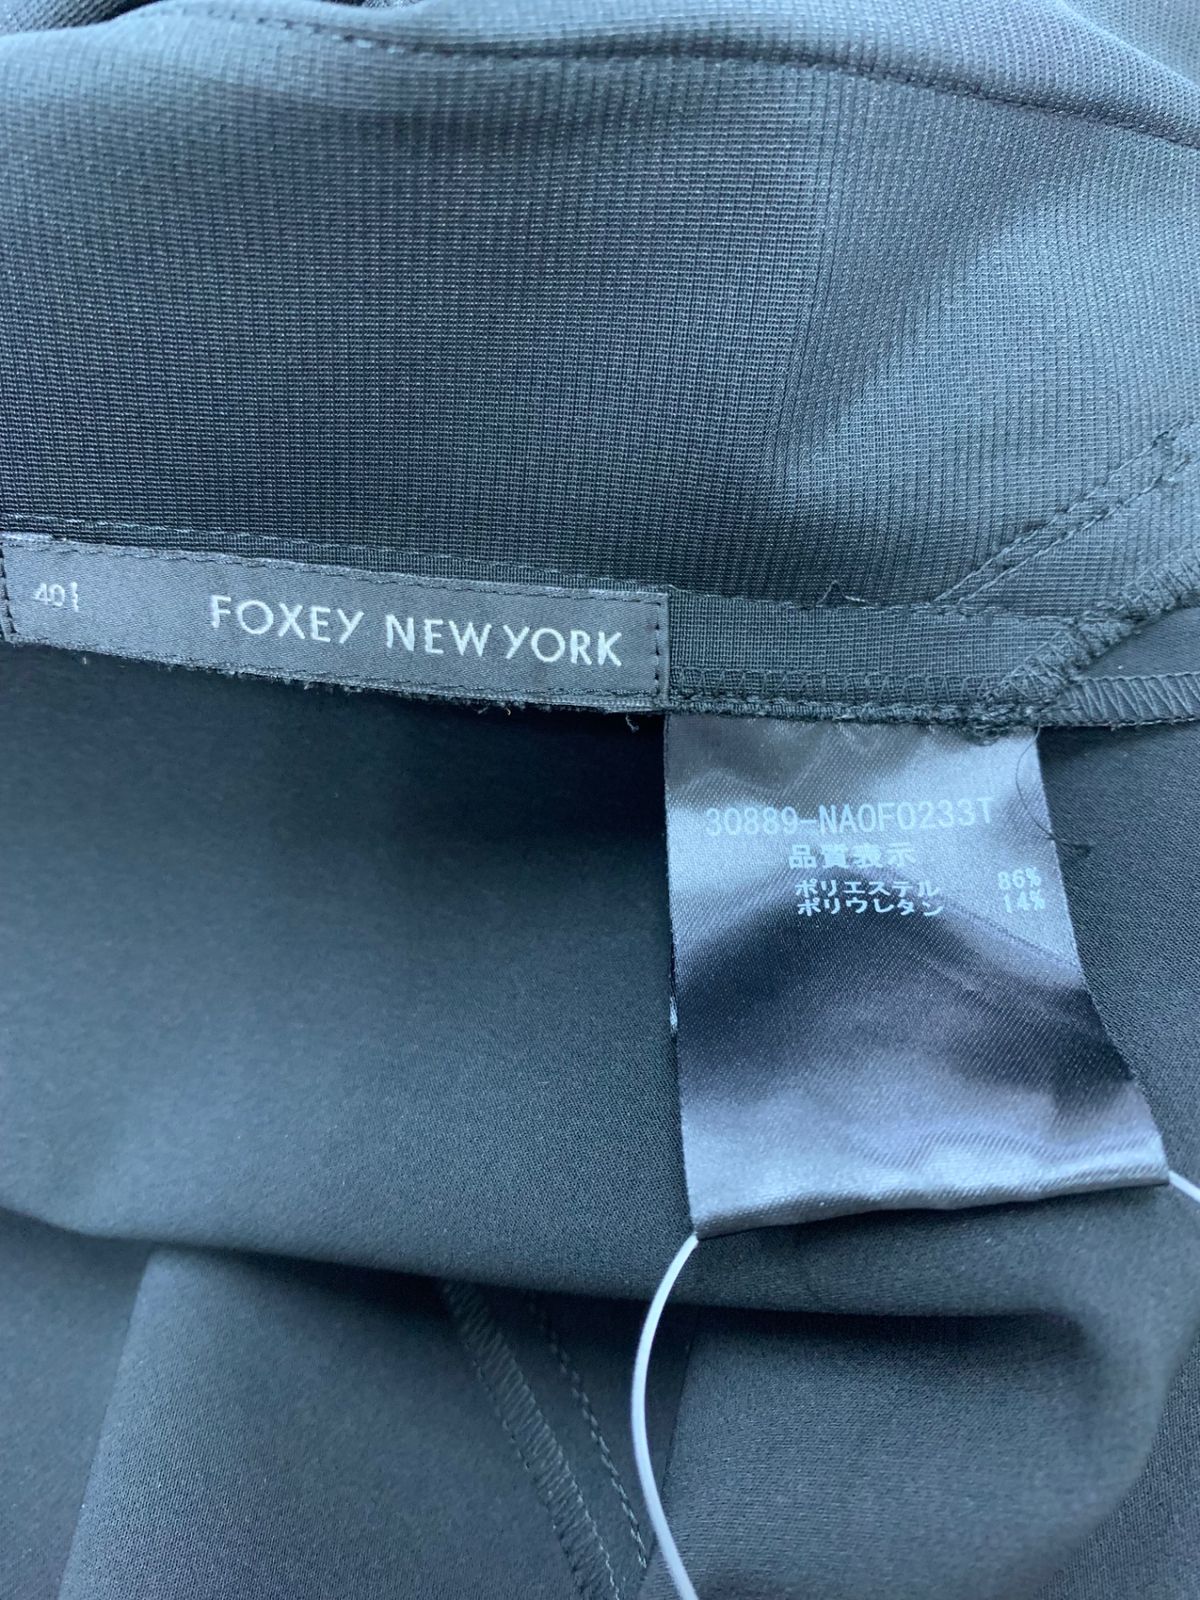 40
FOXEY NEW YORK
30889-NA0F0233T
品質表示
ポリエステル 86%
ポリウレタン 14%